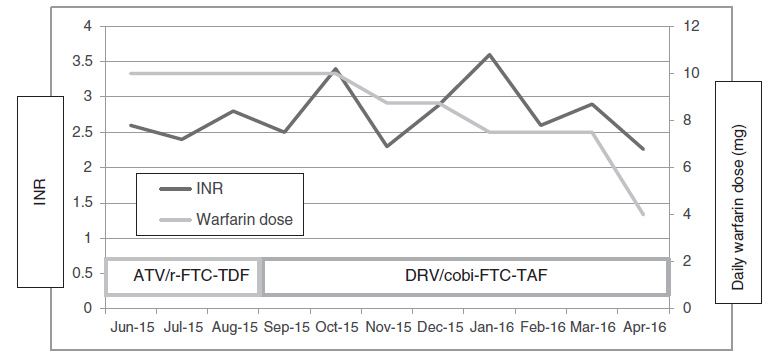 4
3.5
3
2.5
2
1.5
1
0.5
0
INR
12
10
8
6
4
2
0
Daily warfarin dose (mg)
INR
Warfarin dose
ATV/r-FTC-TDF
DRV/cobi-FTC-TAF
Jun-15 Jul-15 Aug-15 Sep-15 Oct-15 Nov-15 Dec-15 Jan-16 Feb-16 Mar-16 Apr-16